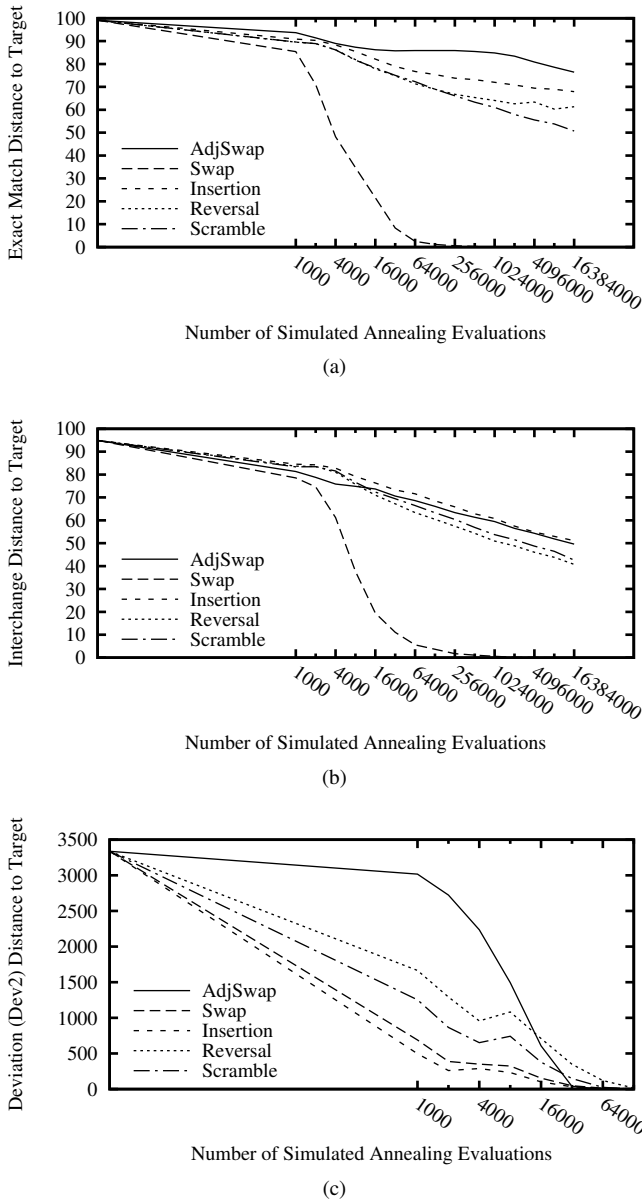 Exact Match Distance to Target
100
90
80
70
60
50
40
30
20
10
0
AdjSwap
Swap
Insertion
Reversal
Scramble
1000
4000
16000
64000
256000
1024000
4096000
16384000
Number of Simulated Annealing Evaluations
(a)
Interchange Distance to Target
100
90
80
70
60
50
40
30
20
10
0
AdjSwap
Swap
Insertion
Reversal
Scramble
1000
4000
16000
64000
256000
1024000
4096000
16384000
Number of Simulated Annealing Evaluations
(b)
Deviation (Dev2) Distance to Target
3500
3000
2500
2000
1500
1000
500
0
AdjSwap
Swap
Insertion
Reversal
Scramble
1000
4000
16000
64000
Number of Simulated Annealing Evaluations
(c)